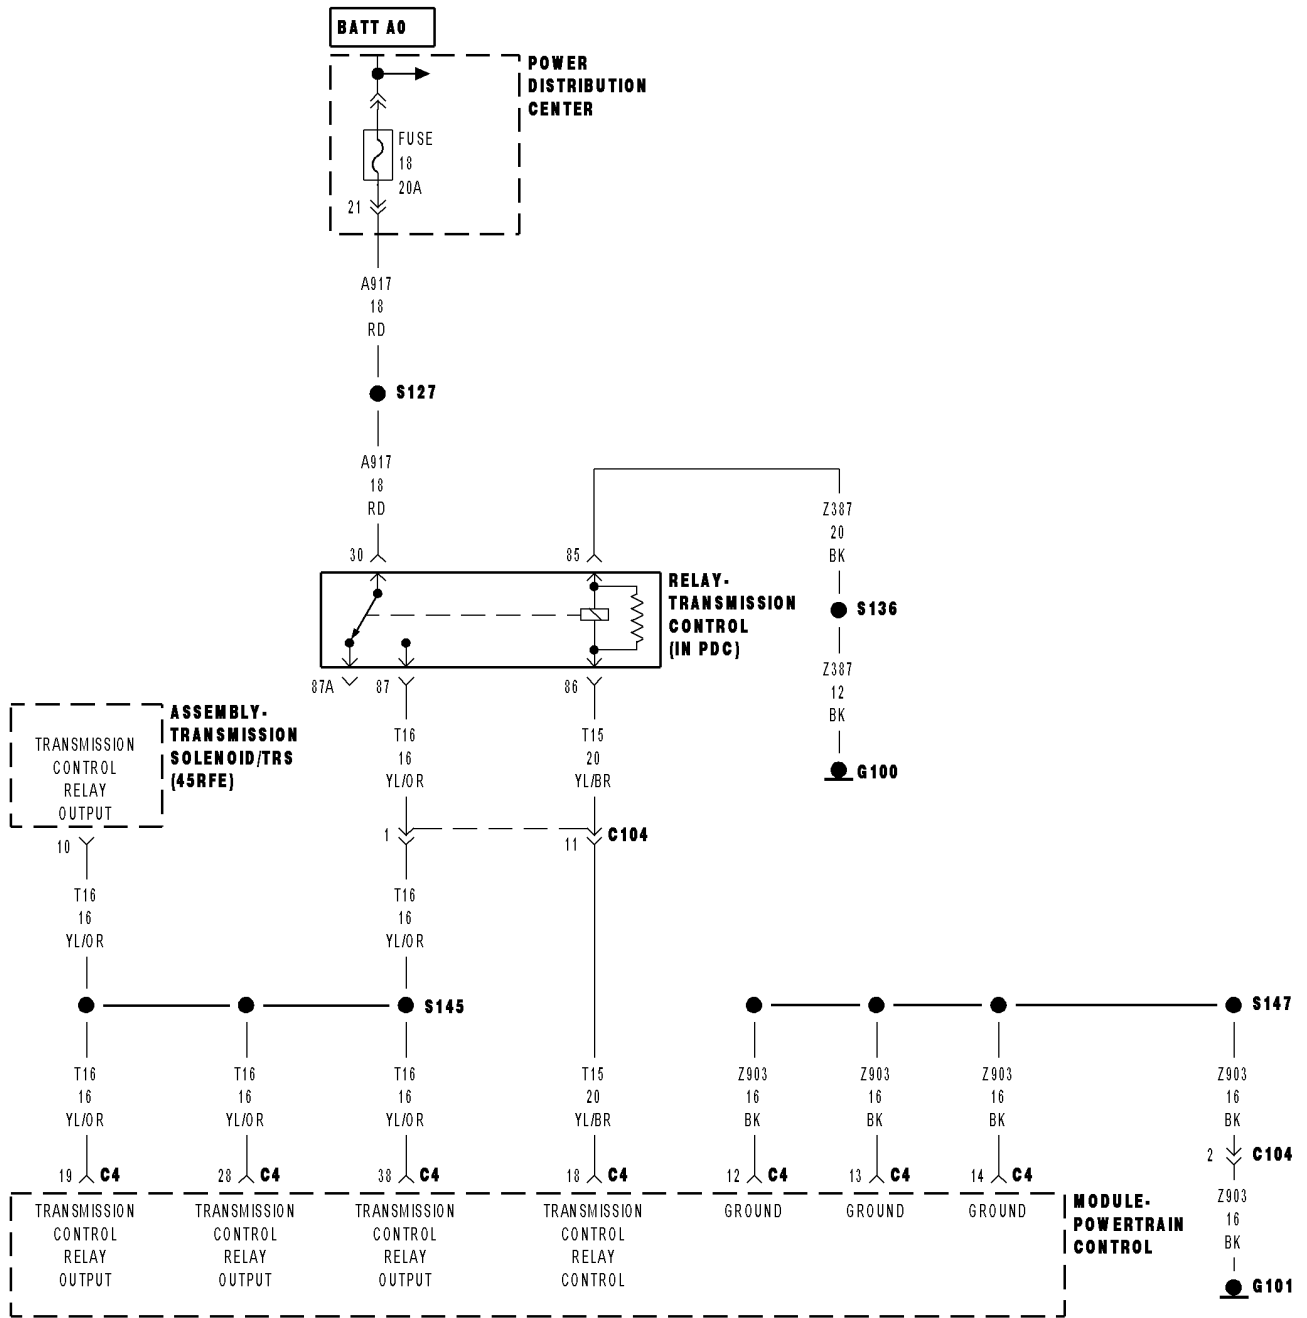 BATT A0
POWER
DISTRIBUTION
CENTER
FUSE
18
20A
21
A917
18
RD
S127
A917
18
RD
Z387
20
BK
30
85
RELAY-
TRANSMISSION
CONTROL
(IN PDC)
S136
Z387
12
BK
87A
87
86
ASSEMBLY-
TRANSMISSION
SOLENOID/TRS
(45RFE)
TRANSMISSION
CONTROL
RELAY
OUTPUT
T16
16
YL/OR
T15
20
YL/BR
G100
10
1
11
C104
T16
16
YL/OR
T16
16
YL/OR
S145
S147
T16
16
YL/OR
T16
16
YL/OR
T16
16
YL/OR
T15
20
YL/BR
Z903
16
BK
Z903
16
BK
Z903
16
BK
Z903
16
BK
2
C104
19
C4
28
C4
38
C4
18
C4
12
C4
13
C4
14
C4
TRANSMISSION
CONTROL
RELAY
OUTPUT
TRANSMISSION
CONTROL
RELAY
OUTPUT
TRANSMISSION
CONTROL
RELAY
OUTPUT
TRANSMISSION
CONTROL
RELAY
CONTROL
GROUND
GROUND
GROUND
MODULE-
POWERTRAIN
CONTROL
Z903
16
BK
G101